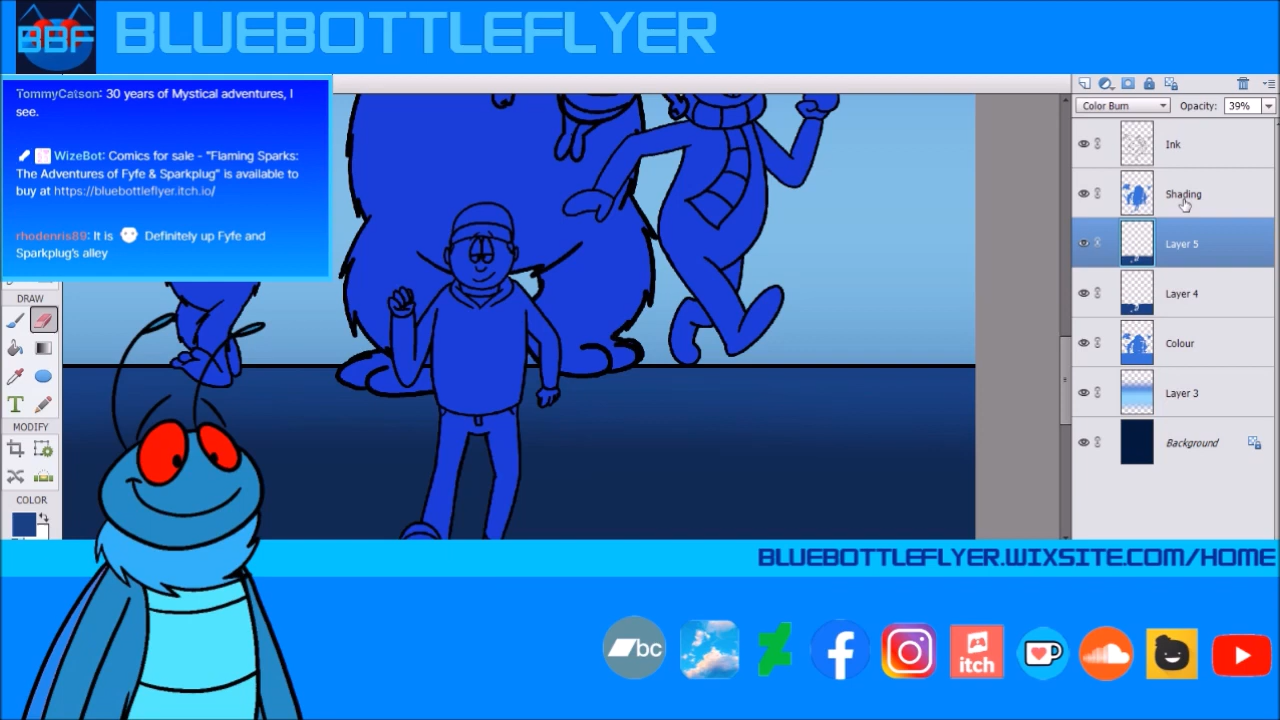 BBF
BLUEBOTTLEFLYER
TommyCatson: 30 years of Mystical adventures, I
see.
WizeBot: Comics for sale - "Flaming Sparks:
The Adventures of Fyfe & Sparkplug" is available to
buy at https://bluebottleflyer.itch.io/
rhodenris89: It is Definitely up Fyfe and
Sparkplug's alley
DRAW
T
MODIFY
COLOR
Color Burn
Opacity: 39%
Ink
Shading
Layer 5
Layer 4
Colour
Layer 3
Background
BLUEBOTTLEFLYER.WIXSITE.COM/HOME
bc
itch